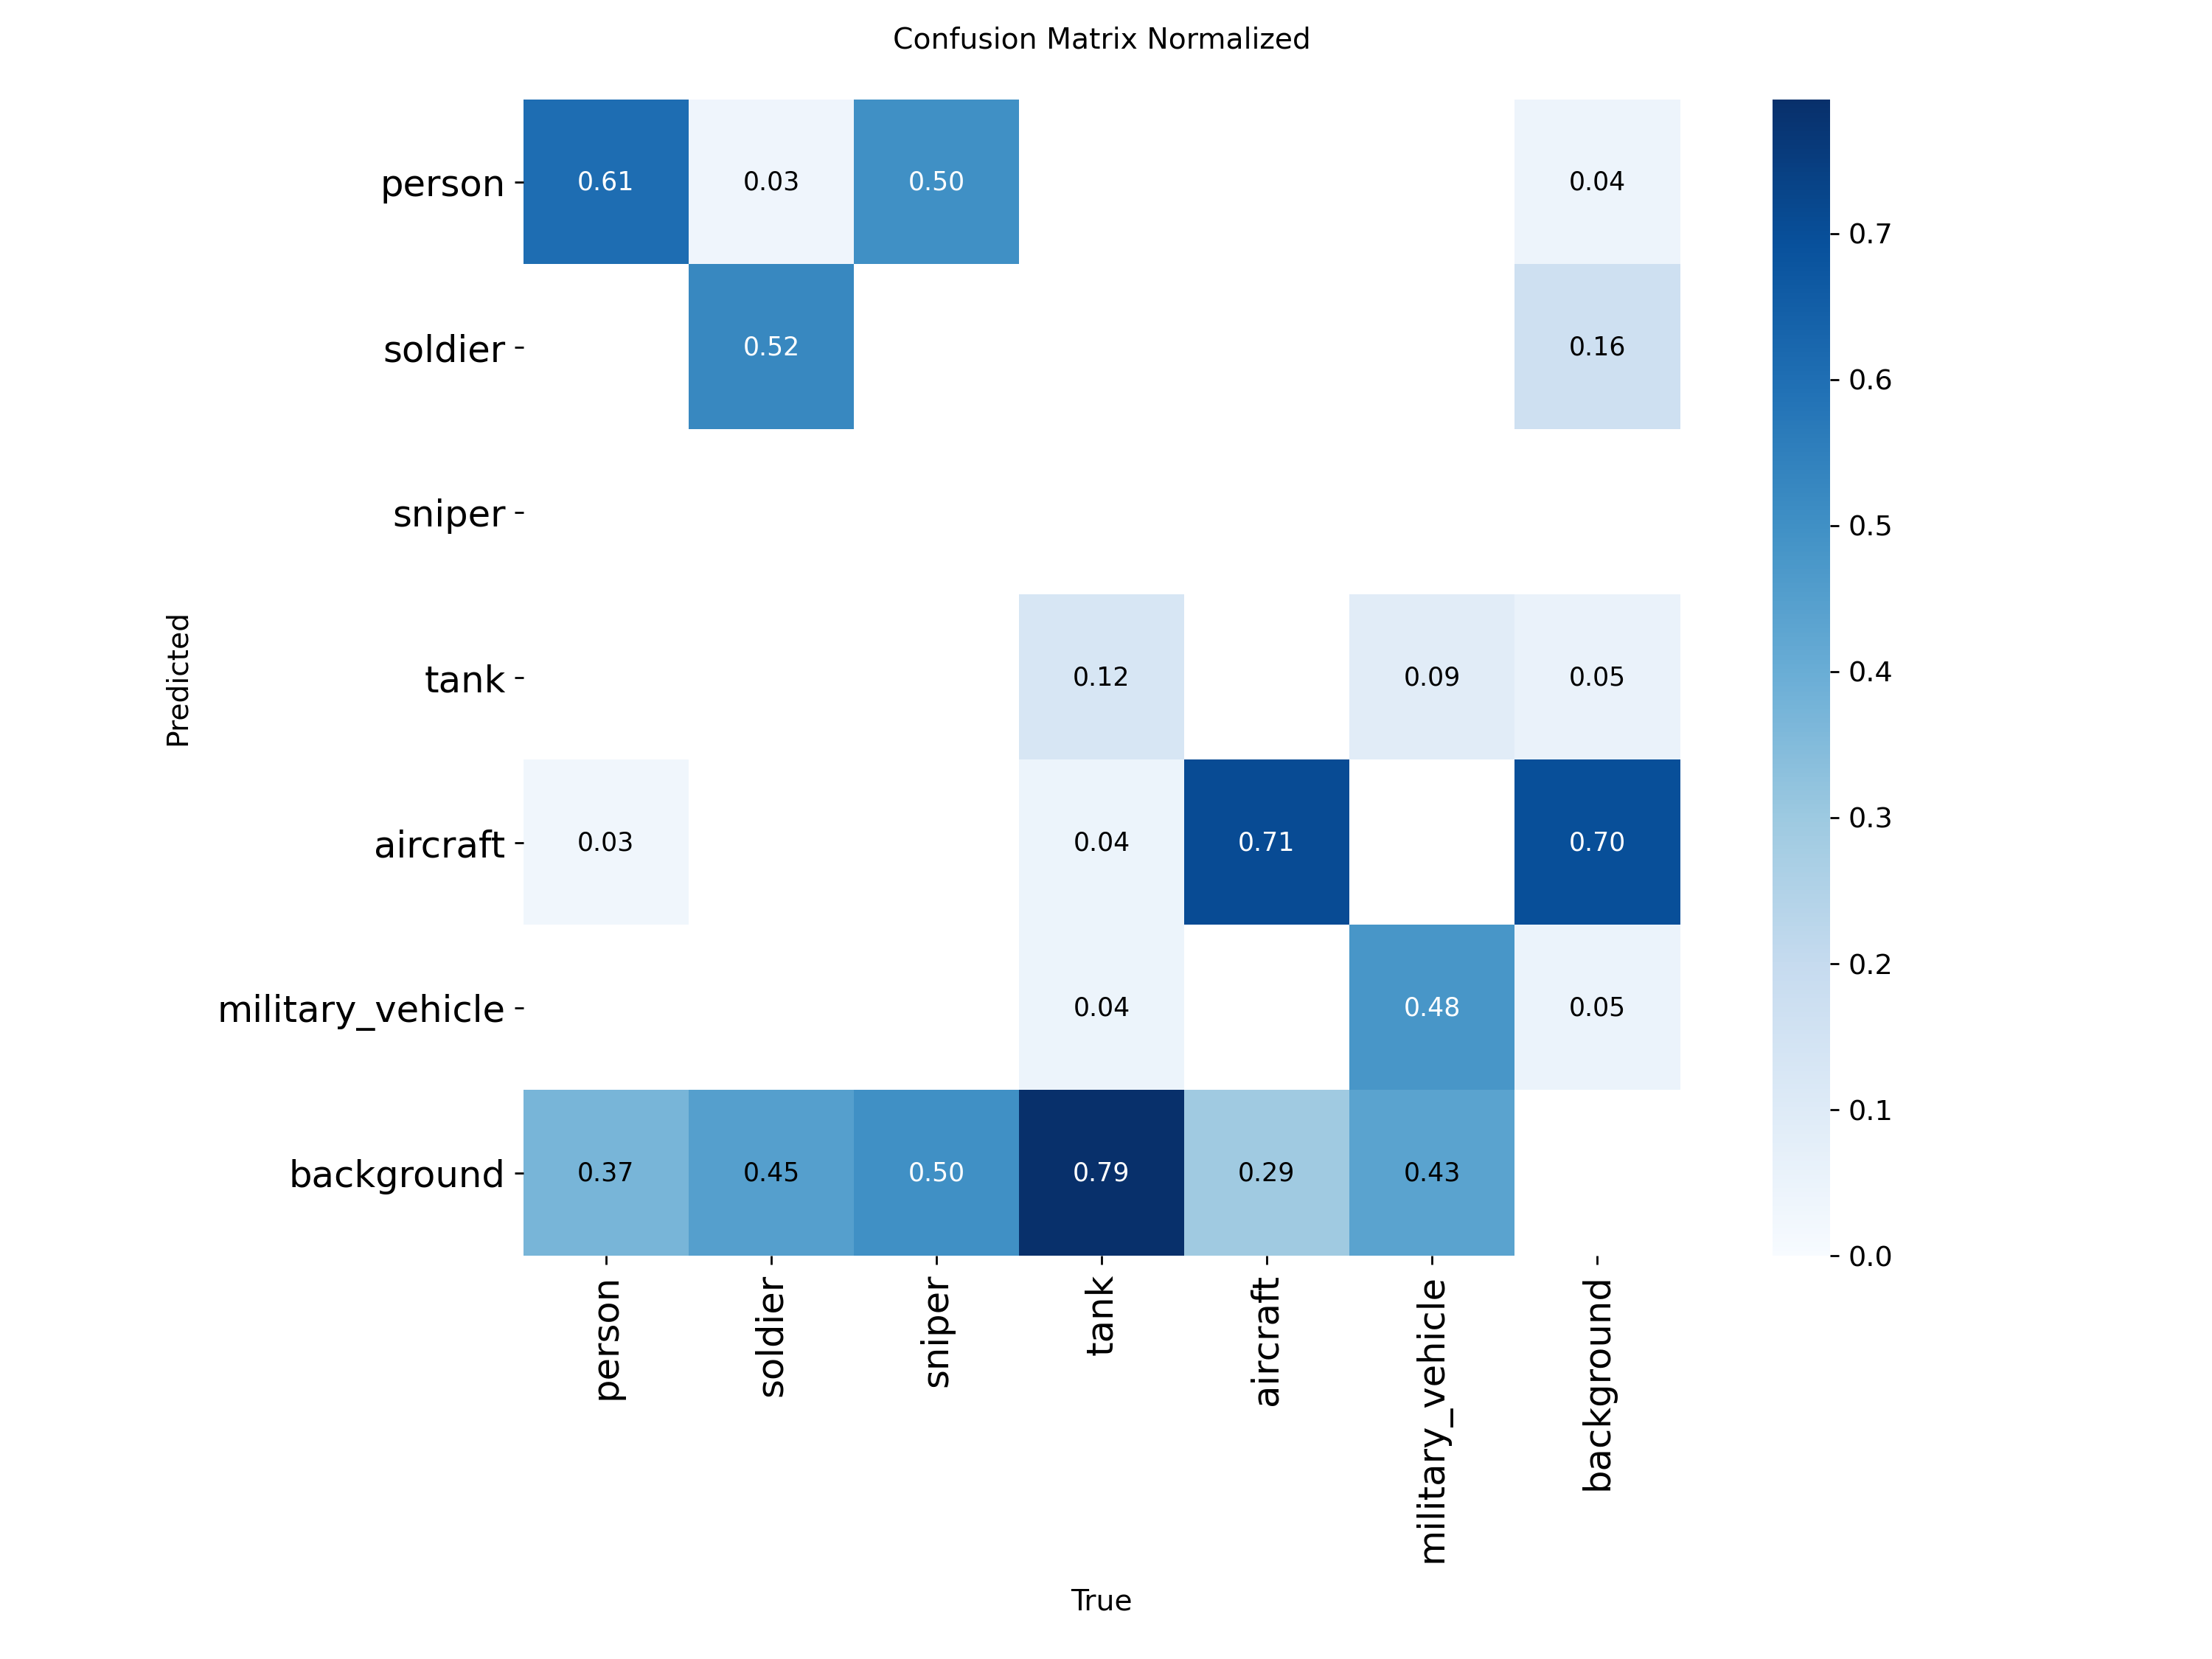 Confusion Matrix Normalized
person 0.61 0.03 0.50 0.04
soldier 0.52 0.16
sniper
tank 0.12 0.09 0.05
aircraft 0.03 0.04 0.71 0.70
military_vehicle 0.04 0.48 0.05
background 0.37 0.45 0.50 0.79 0.29 0.43
Predicted
person soldier sniper tank aircraft military_vehicle background
True
0.7
0.6
0.5
0.4
0.3
0.2
0.1
0.0